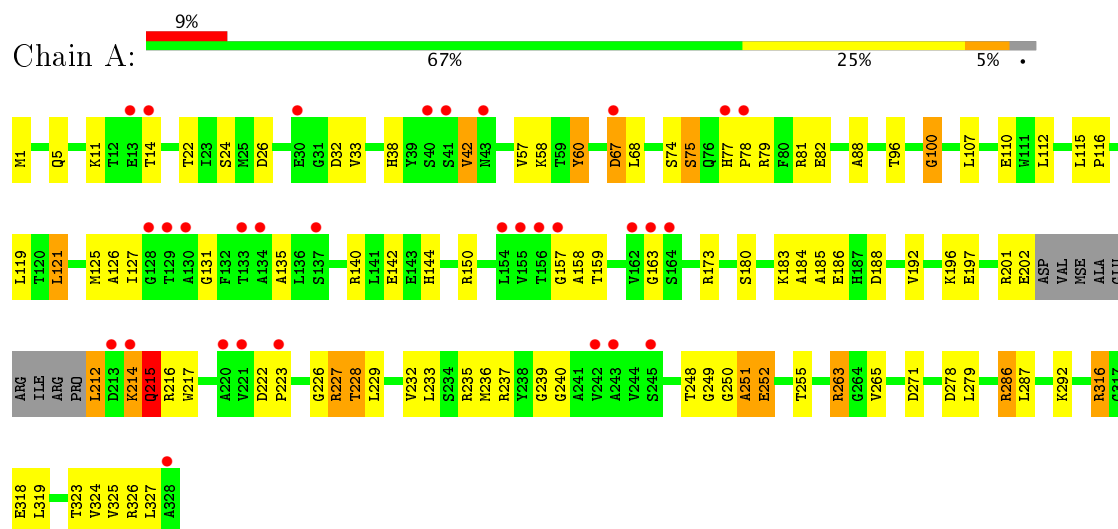 9%
Chain A:
67% 25% 5% •
M1 Q5 K11 T12 E13 T14 T22 I23 S24 M25 D26 E30 G31 D32 V33 H38 Y39 S40 S41 V42 N43 V57 K58 T59 Y60 D67 L68 S74 S75 Q76 H77 P78 R79 F80 R81 E82 A88 T96 G100 L107 E110 W111 L112 L115 P116
L119 T120 L121 M125 A126 I127 G128 T129 A130 G131 F132 T133 A134 A135 L136 S137 R140 L141 E142 E143 H144 R150 L154 V155 T156 G157 A158 T159 V162 G163 S164 R173 S180 K183 A184 A185 E186 H187 D188 V192 K196 E197 R201 E202 ASP VAL MSE ALA GLU
ARG ILE ARG PRO L212 D213 K214 Q215 R216 W217 A220 V221 D222 P223 G226 R227 T228 L229 V232 L233 S234 R235 M236 R237 Y238 G239 G240 A241 V242 A243 V244 S245 T248 G249 G250 A251 E252 T255 R263 G264 V265 D271 D278 L279 R286 L287 K292 R316 G317
E318 L319 T323 V324 V325 R326 L327 A328